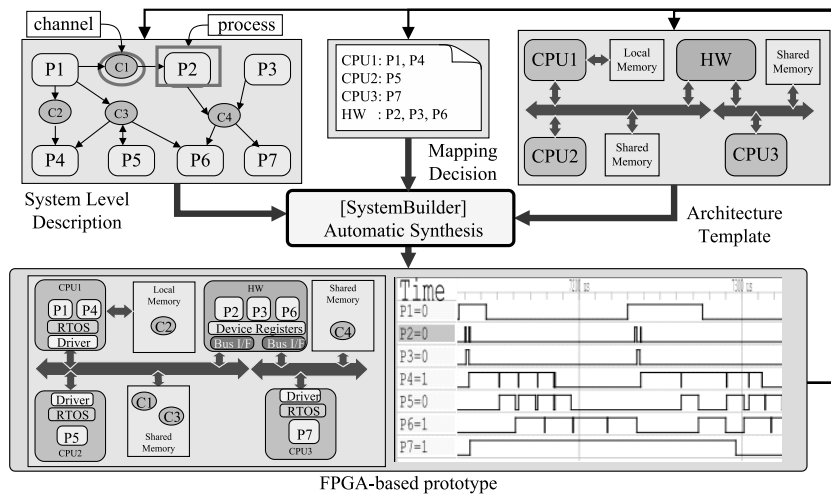 channel
process
P1
C1
P2
P3
C2
C3
C4
P4
P5
P6
P7
System Level
Description
CPU1: P1, P4
CPU2: P5
CPU3: P7
HW : P2, P3, P6
Mapping
Decision
CPU1
Local
Memory
HW
Shared
Memory
CPU2
Shared
Memory
CPU3
Architecture
Template
[SystemBuilder]
Automatic Synthesis
CPU1
P1 P4
RTOS
Driver
Local
Memory
C2
HW
P2 P3 P6
Device Registers
Bus I/F Bus I/F
Shared
Memory
C4
Driver
RTOS
P5
CPU2
C1
C3
Shared
Memory
Driver
RTOS
P7
CPU3
Time
P1=0
P2=0
P3=0
P4=1
P5=0
P6=1
P7=1
FPGA-based prototype